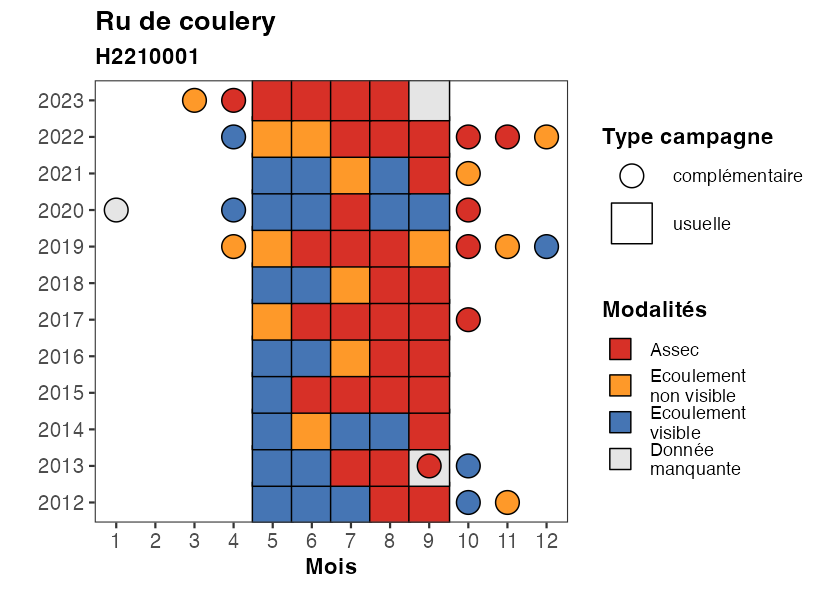 Ru de coulery
H2210001
2023
2022
2021
2020
2019
2018
2017
2016
2015
2014
2013
2012
1 2 3 4 5 6 7 8 9 10 11 12
Mois
Type campagne
complémentaire
usuelle
Modalités
Assec
Ecoulement
non visible
Ecoulement
visible
Donnée
manquante